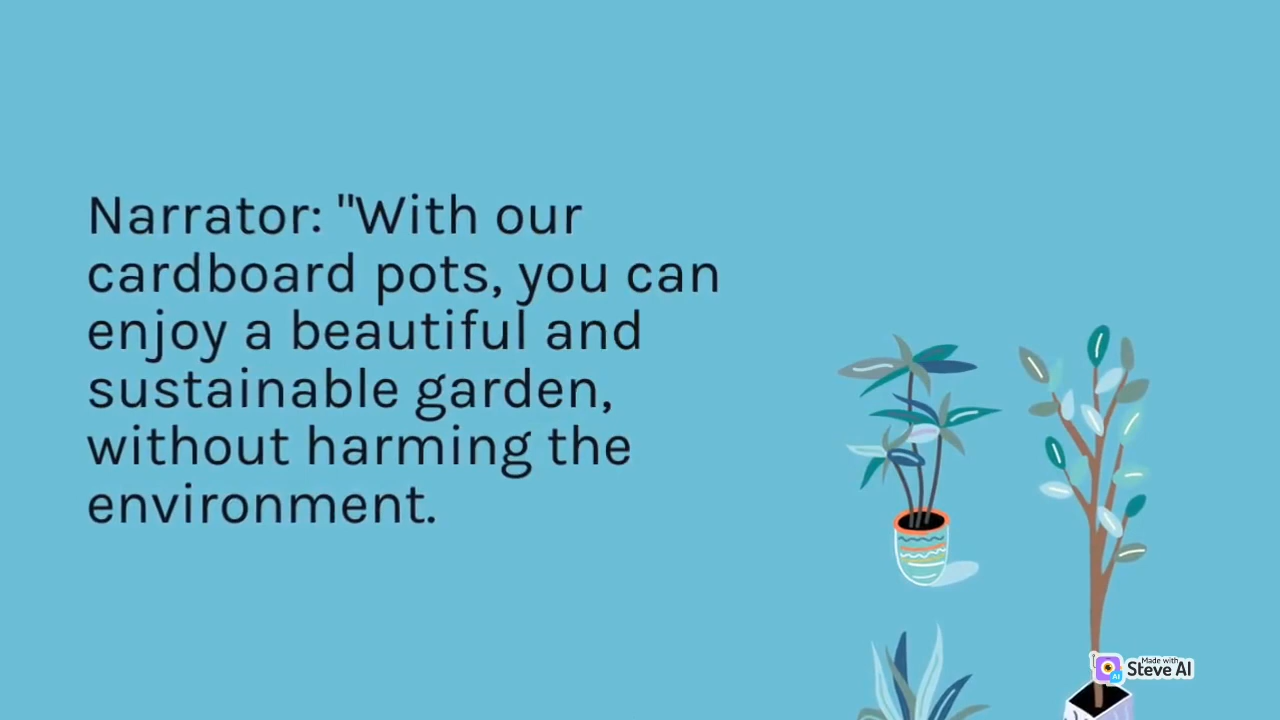 Narrator: "With our
cardboard pots, you can
enjoy a beautiful and
sustainable garden,
without harming the
environment.
Made with
Steve AI
AI